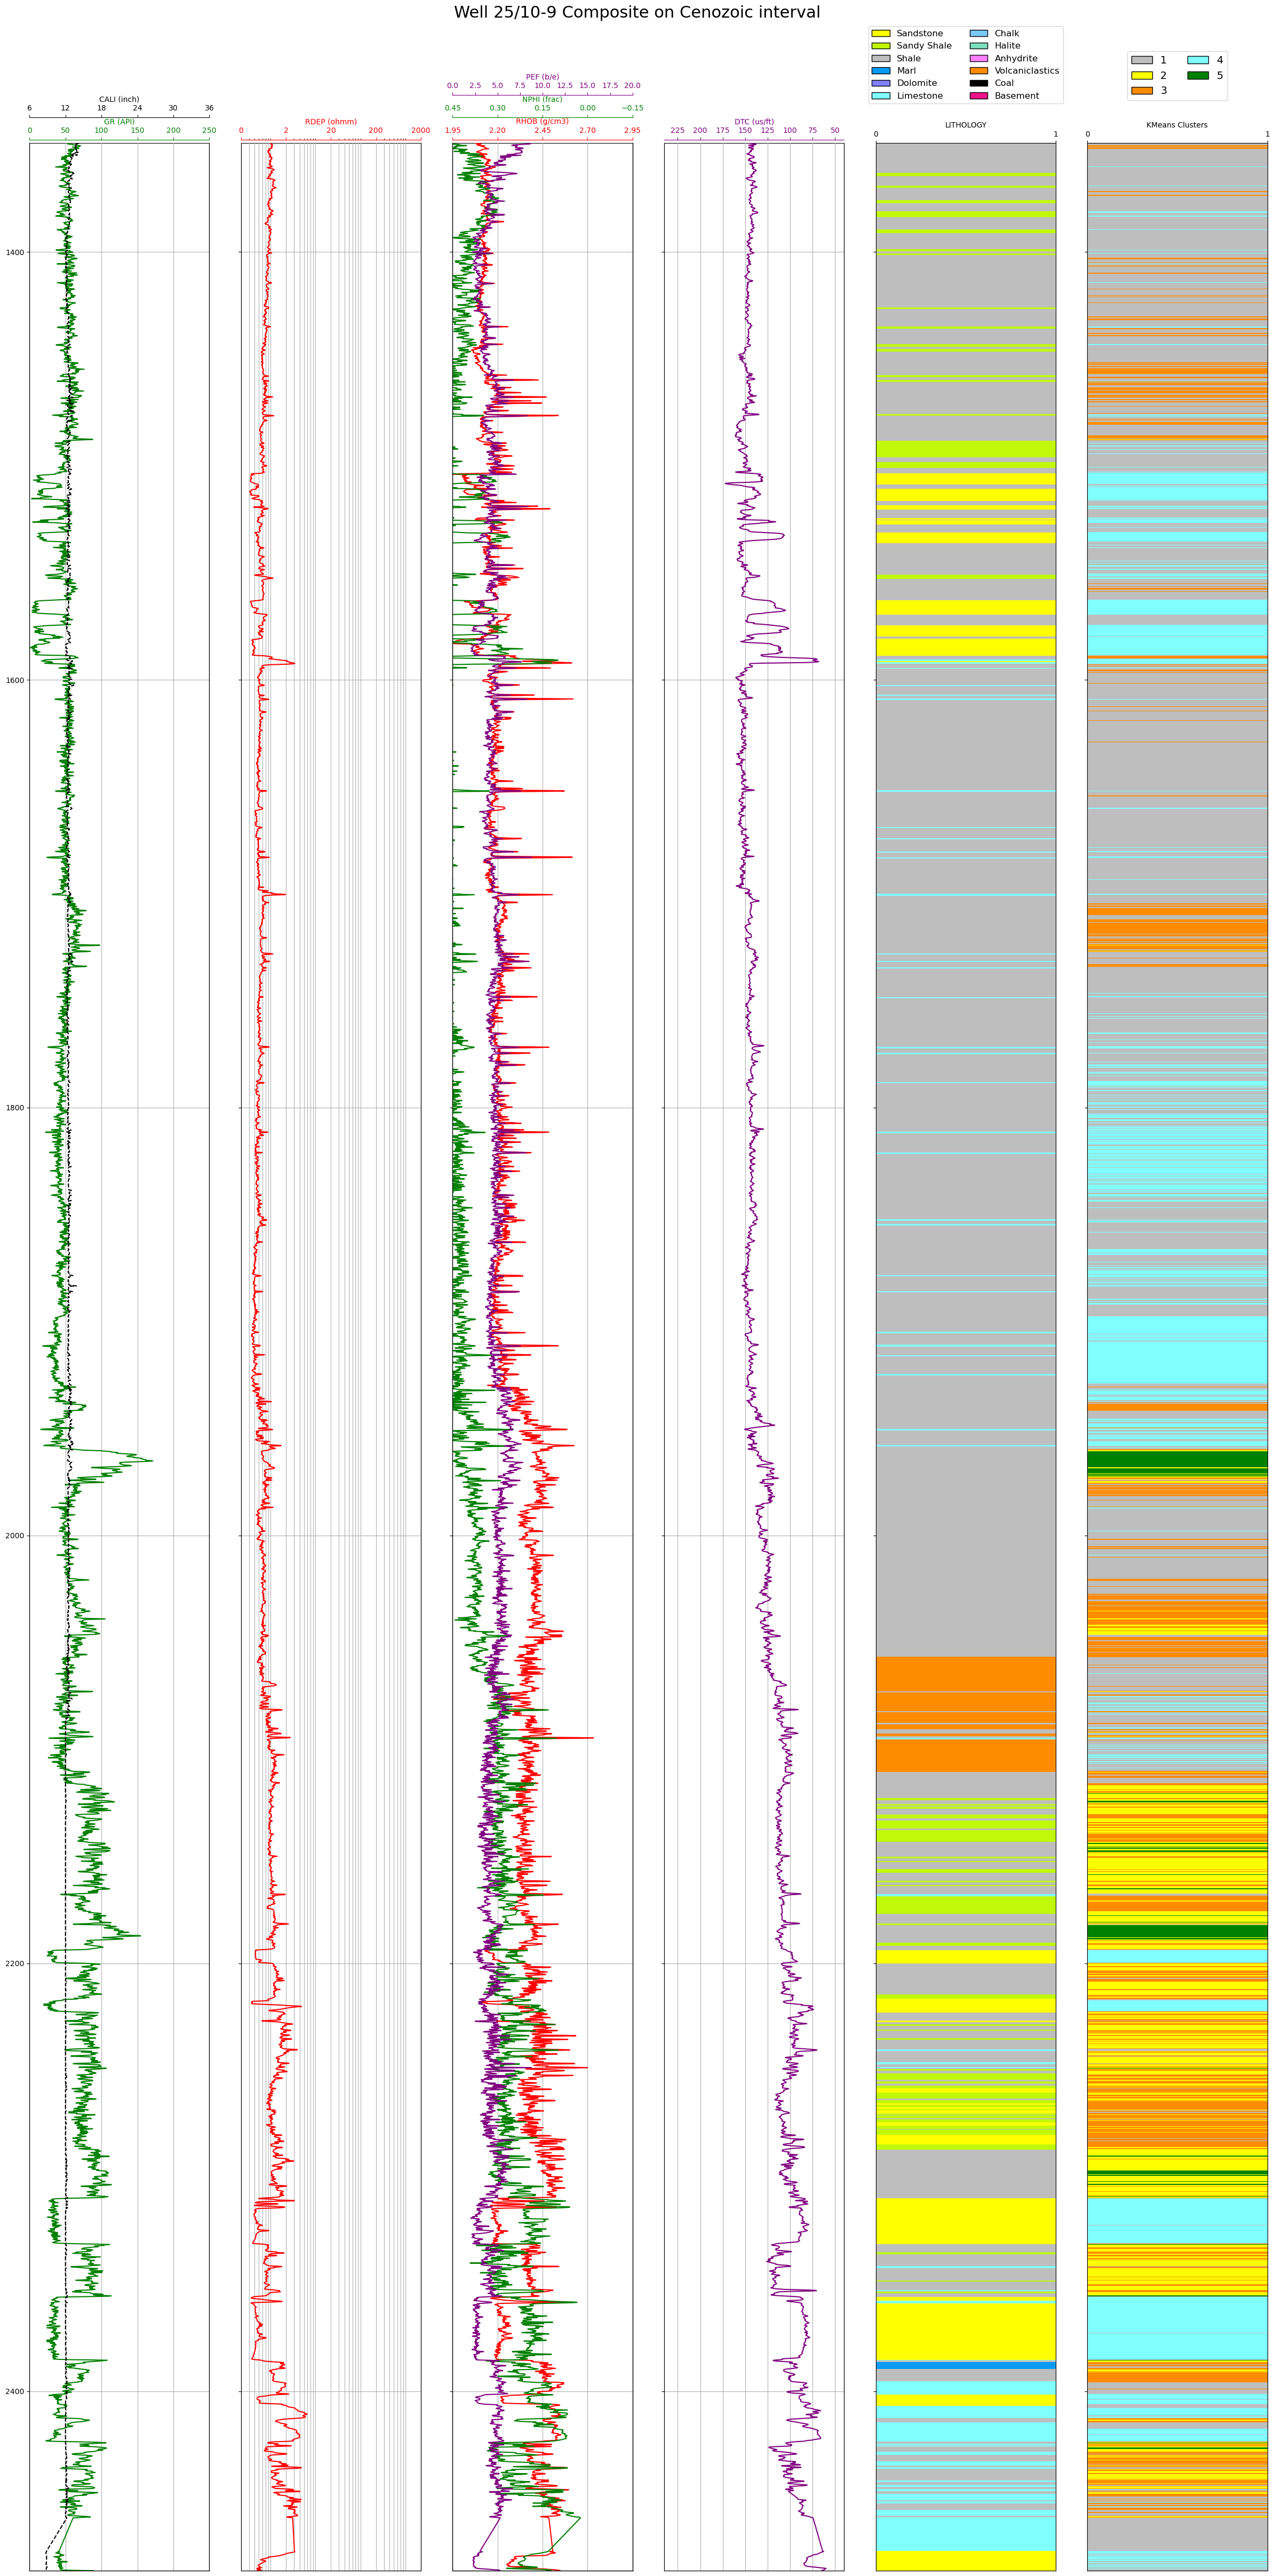 Well 25/10-9 Composite on Cenozoic interval
Sandstone Chalk
Sandy Shale Halite
Shale Anhydrite
Marl Volcaniclastics
Dolomite Coal
Limestone Basement
1 4
2 5
3
PEF (b/e)
0.0 2.5 5.0 7.5 10.0 12.5 15.0 17.5 20.0
CALI (inch)
6 12 18 24 30 36
NPHI (frac)
0.45 0.30 0.15 0.00 −0.15
GR (API)
0 50 100 150 200 250
RDEP (ohmm)
0 2 20 200 2000
RHOB (g/cm3)
1.95 2.20 2.45 2.70 2.95
DTC (us/ft)
225 200 175 150 125 100 75 50
LITHOLOGY
0 1
KMeans Clusters
0 1
1400
1600
1800
2000
2200
2400